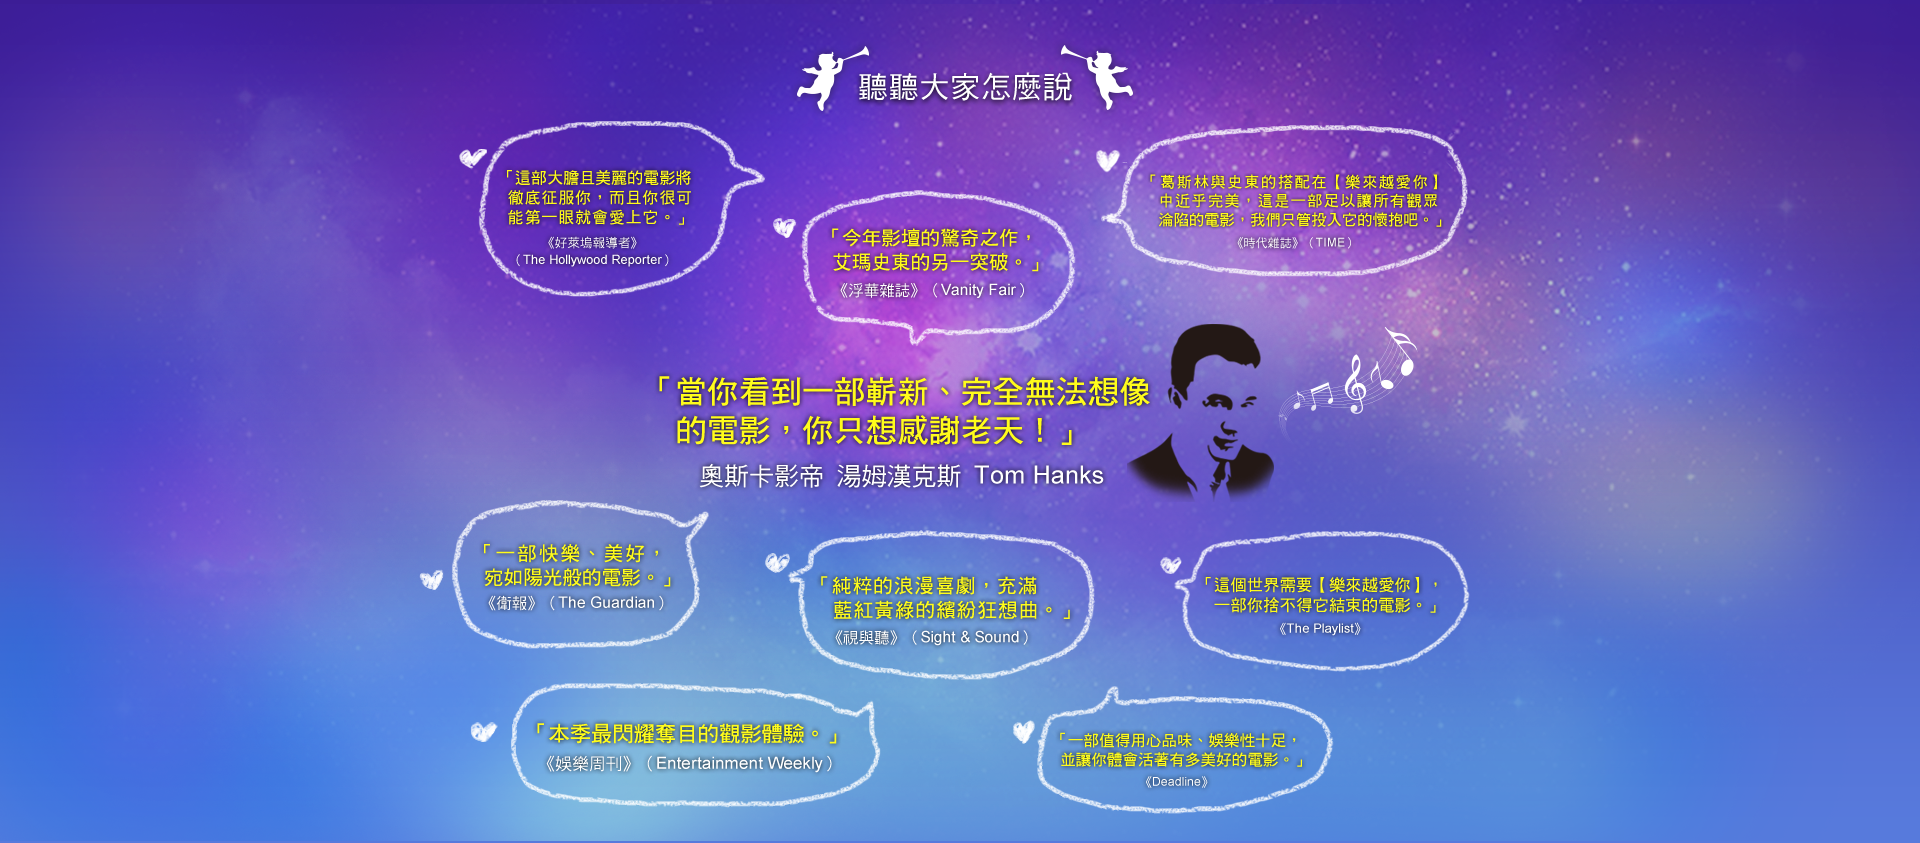 聽聽大家怎麼說
「這部大膽且美麗的電影將
徹底征服你，而且你很可
能第一眼就會愛上它。」
《好萊塢報導者》
（The Hollywood Reporter）
「今年影壇的驚奇之作，
艾瑪史東的另一突破。」
《浮華雜誌》（Vanity Fair）
「葛斯林與史東的搭配在【樂來越愛你】
中近乎完美，這是一部足以讓所有觀眾
淪陷的電影，我們只管投入它的懷抱吧。」
《時代雜誌》（TIME）
「當你看到一部嶄新、完全無法想像
的電影，你只想感謝老天！」
奧斯卡影帝 湯姆漢克斯 Tom Hanks
「一部快樂、美好，
宛如陽光般的電影。」
《衛報》（The Guardian）
「純粹的浪漫喜劇，充滿
藍紅黃綠的繽紛狂想曲。」
《視與聽》（Sight & Sound）
「這個世界需要【樂來越愛你】，
一部你捨不得它結束的電影。」
《The Playlist》
「本季最閃耀奪目的觀影體驗。」
《娛樂周刊》（Entertainment Weekly）
「一部值得用心品味、娛樂性十足，
並讓你體會活著有多美好的電影。」
《Deadline》